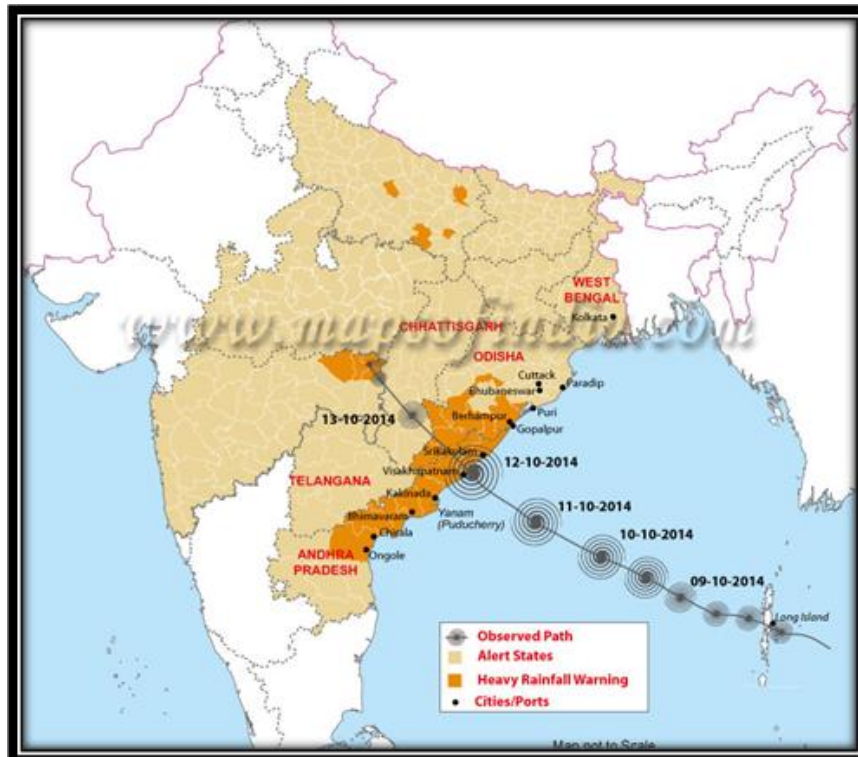 www.mapsofindia.com
WEST
BENGAL
Kolkata
CHHATTISGARH
ODISHA
Cuttack
Bhubaneswar
Paradip
Puri
Berhampur
Gopalpur
13-10-2014
Srikakulam
12-10-2014
Visakhapatnam
TELANGANA
Kakinada
Yanam
(Puducherry)
11-10-2014
Bhimavaram
Chirala
10-10-2014
ANDHRA
PRADESH
Ongole
09-10-2014
Long Island
Observed Path
Alert States
Heavy Rainfall Warning
Cities/Ports
Map not to Scale